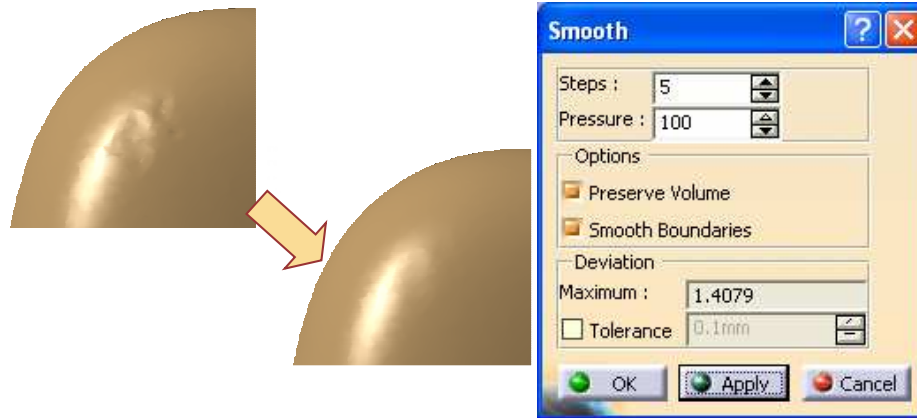 Smooth
Steps : 5
Pressure : 100
Options
Preserve Volume
Smooth Boundaries
Deviation
Maximum : 1.4079
Tolerance 0.1mm
OK Apply Cancel